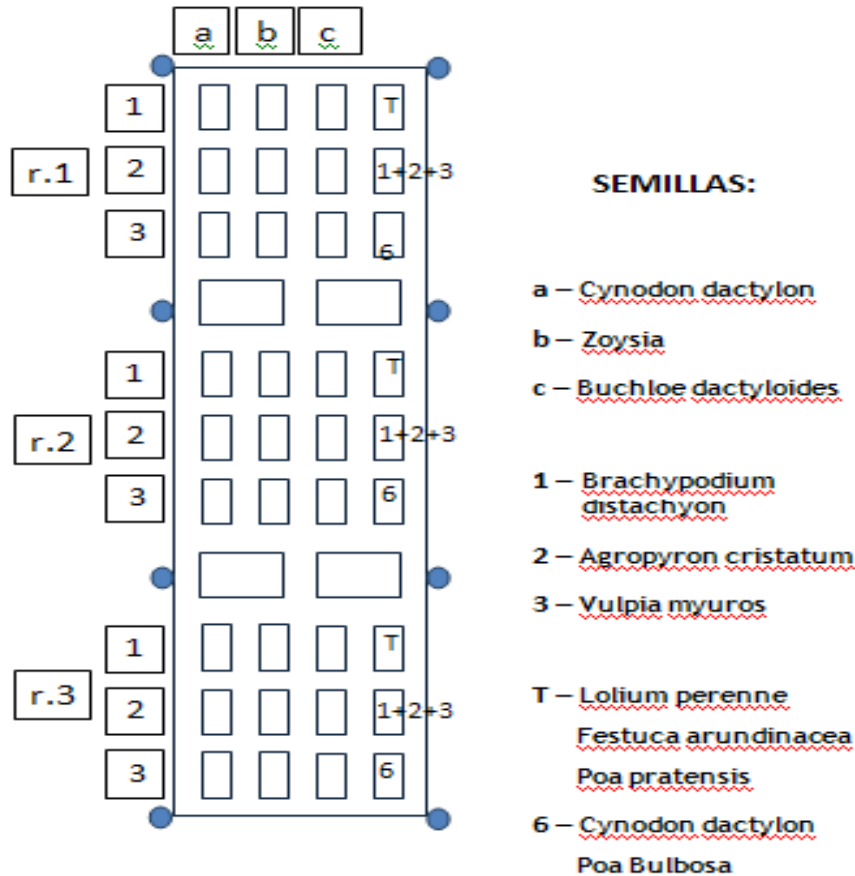 a b c
1 T
r.1 2 1+2+3
3 6
1 T
r.2 2 1+2+3
3 6
1 T
r.3 2 1+2+3
3 6
SEMILLAS:
a – Cynodon dactylon
b – Zoysia
c – Buchloe dactyloides
1 – Brachypodium
distachyon
2 – Agropyron cristatum
3 – Vulpia myuros
T – Lolium perenne
Festuca arundinacea
Poa pratensis
6 – Cynodon dactylon
Poa Bulbosa